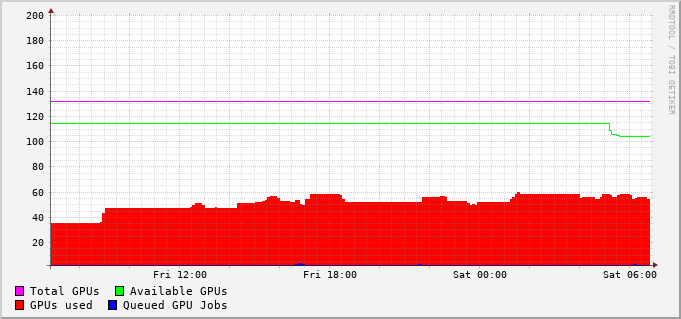 RRDTOOL / TOBI OETIKER
200
180
160
140
120
100
80
60
40
20
Fri 12:00 Fri 18:00 Sat 00:00 Sat 06:00
Total GPUs Available GPUs
GPUs used Queued GPU Jobs